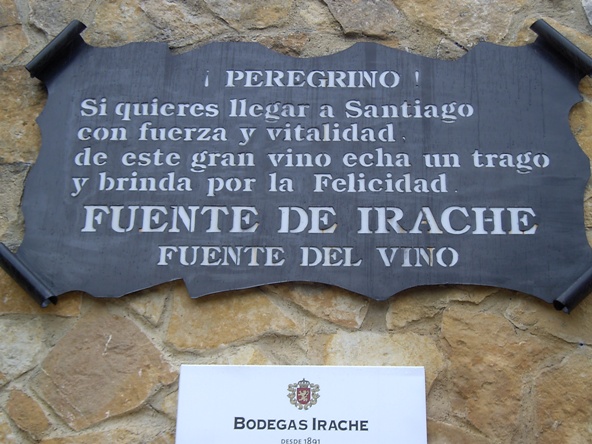 ¡ PEREGRINO !
Si quieres llegar a Santiago
con fuerza y vitalidad,
de este gran vino echa un trago
y brinda por la Felicidad.
FUENTE DE IRACHE
FUENTE DEL VINO
BODEGAS IRACHE
DESDE 1891